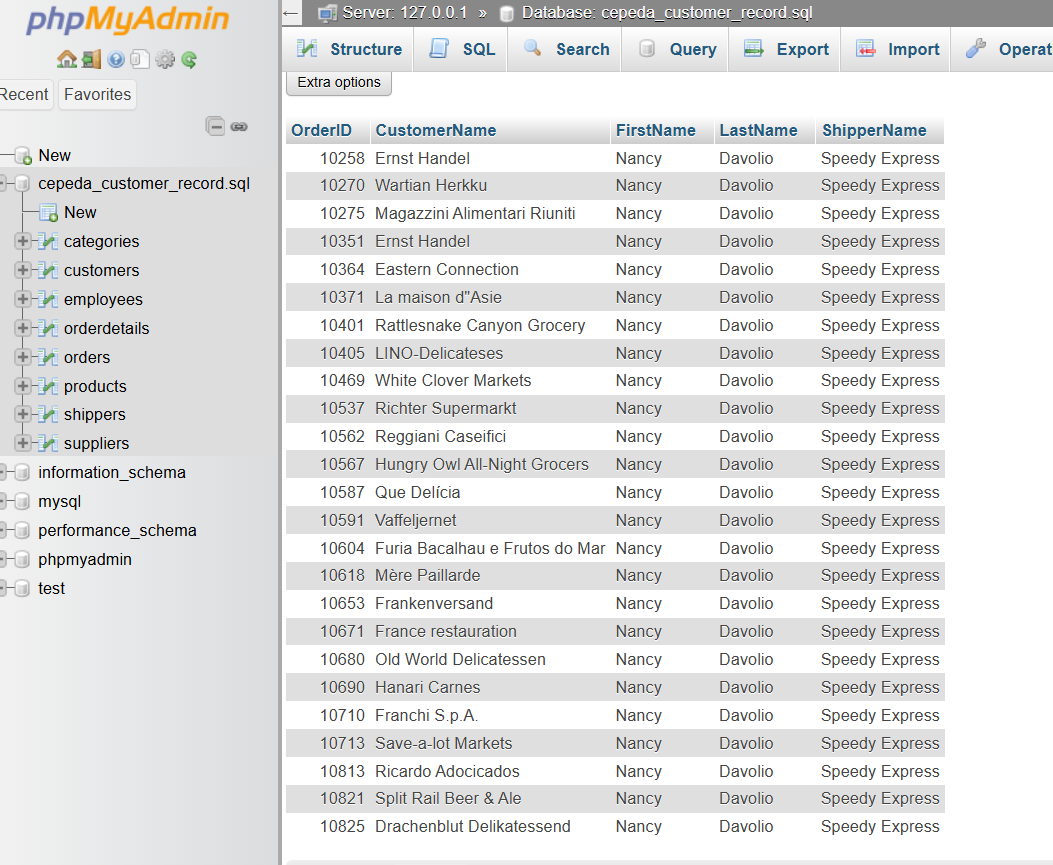 phpMyAdmin
Recent Favorites
New
cepeda_customer_record.sql
New
categories
customers
employees
orderdetails
orders
products
shippers
suppliers
information_schema
mysql
performance_schema
phpmyadmin
test
← Server: 127.0.0.1 » Database: cepeda_customer_record.sql
Structure SQL Search Query Export Import Operat
Extra options
OrderID CustomerName FirstName LastName ShipperName
10258 Ernst Handel Nancy Davolio Speedy Express
10270 Wartian Herkku Nancy Davolio Speedy Express
10275 Magazzini Alimentari Riuniti Nancy Davolio Speedy Express
10351 Ernst Handel Nancy Davolio Speedy Express
10364 Eastern Connection Nancy Davolio Speedy Express
10371 La maison d"Asie Nancy Davolio Speedy Express
10401 Rattlesnake Canyon Grocery Nancy Davolio Speedy Express
10405 LINO-Delicateses Nancy Davolio Speedy Express
10469 White Clover Markets Nancy Davolio Speedy Express
10537 Richter Supermarkt Nancy Davolio Speedy Express
10562 Reggiani Caseifici Nancy Davolio Speedy Express
10567 Hungry Owl All-Night Grocers Nancy Davolio Speedy Express
10587 Que Delícia Nancy Davolio Speedy Express
10591 Vaffeljernet Nancy Davolio Speedy Express
10604 Furia Bacalhau e Frutos do Mar Nancy Davolio Speedy Express
10618 Mère Paillarde Nancy Davolio Speedy Express
10653 Frankenversand Nancy Davolio Speedy Express
10671 France restauration Nancy Davolio Speedy Express
10680 Old World Delicatessen Nancy Davolio Speedy Express
10690 Hanari Carnes Nancy Davolio Speedy Express
10710 Franchi S.p.A. Nancy Davolio Speedy Express
10713 Save-a-lot Markets Nancy Davolio Speedy Express
10813 Ricardo Adocicados Nancy Davolio Speedy Express
10821 Split Rail Beer & Ale Nancy Davolio Speedy Express
10825 Drachenblut Delikatessend Nancy Davolio Speedy Express